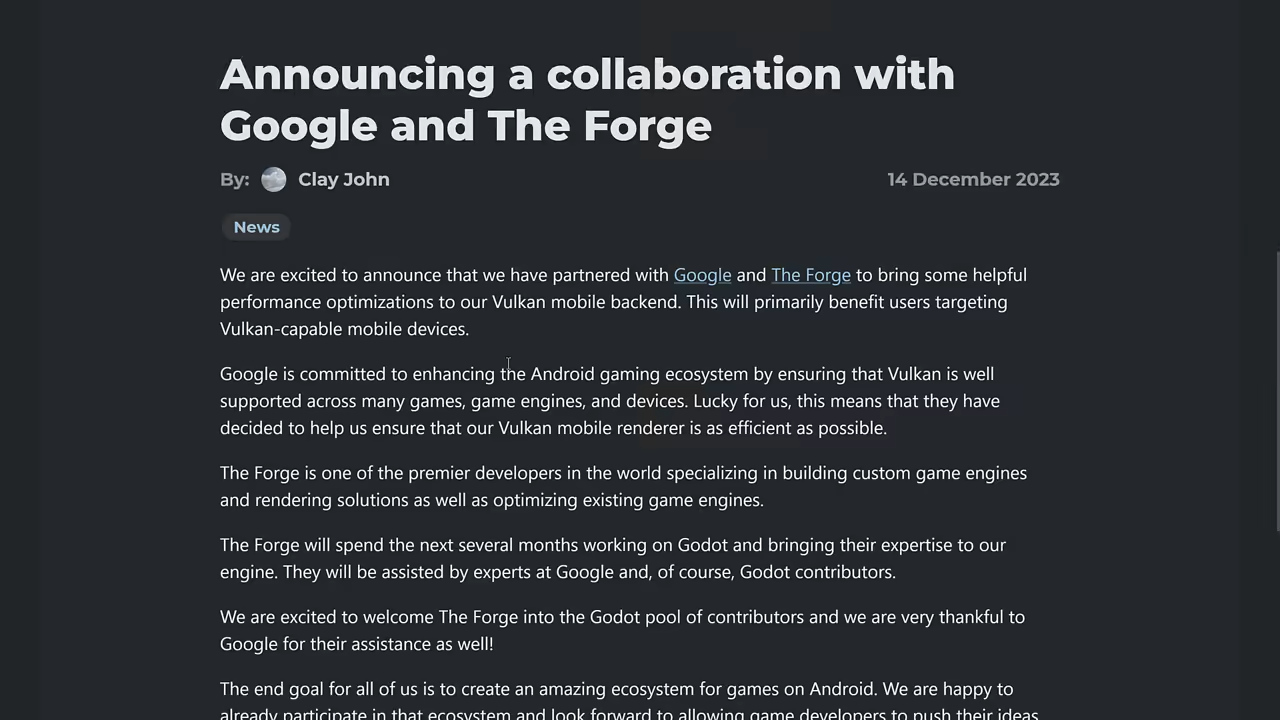 Announcing a collaboration with
Google and The Forge
By: Clay John
14 December 2023
News
We are excited to announce that we have partnered with Google and The Forge to bring some helpful
performance optimizations to our Vulkan mobile backend. This will primarily benefit users targeting
Vulkan-capable mobile devices.
Google is committed to enhancing the Android gaming ecosystem by ensuring that Vulkan is well
supported across many games, game engines, and devices. Lucky for us, this means that they have
decided to help us ensure that our Vulkan mobile renderer is as efficient as possible.
The Forge is one of the premier developers in the world specializing in building custom game engines
and rendering solutions as well as optimizing existing game engines.
The Forge will spend the next several months working on Godot and bringing their expertise to our
engine. They will be assisted by experts at Google and, of course, Godot contributors.
We are excited to welcome The Forge into the Godot pool of contributors and we are very thankful to
Google for their assistance as well!
The end goal for all of us is to create an amazing ecosystem for games on Android. We are happy to
already participate in that ecosystem and look forward to allowing game developers to push their ideas